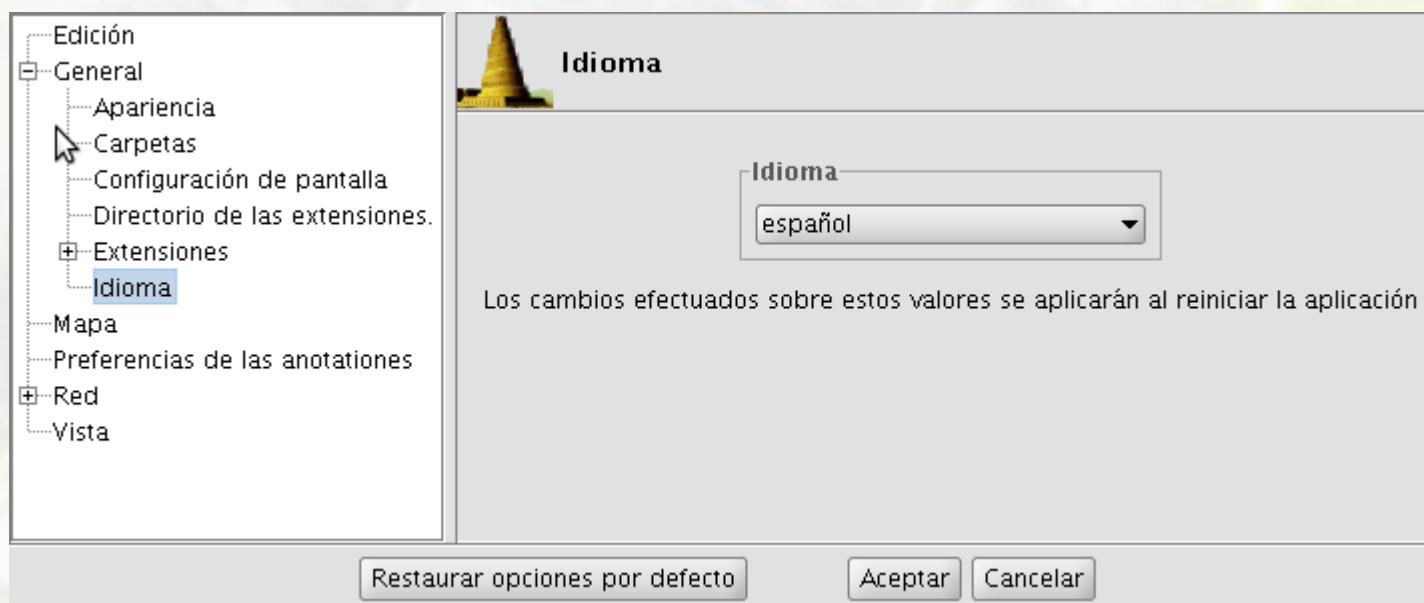 Edición
General
Apariencia
Carpetas
Configuración de pantalla
Directorio de las extensiones.
Extensiones
Idioma
Mapa
Preferencias de las anotationes
Red
Vista
Idioma
Idioma
español
Los cambios efectuados sobre estos valores se aplicarán al reiniciar la aplicación
Restaurar opciones por defecto
Aceptar
Cancelar